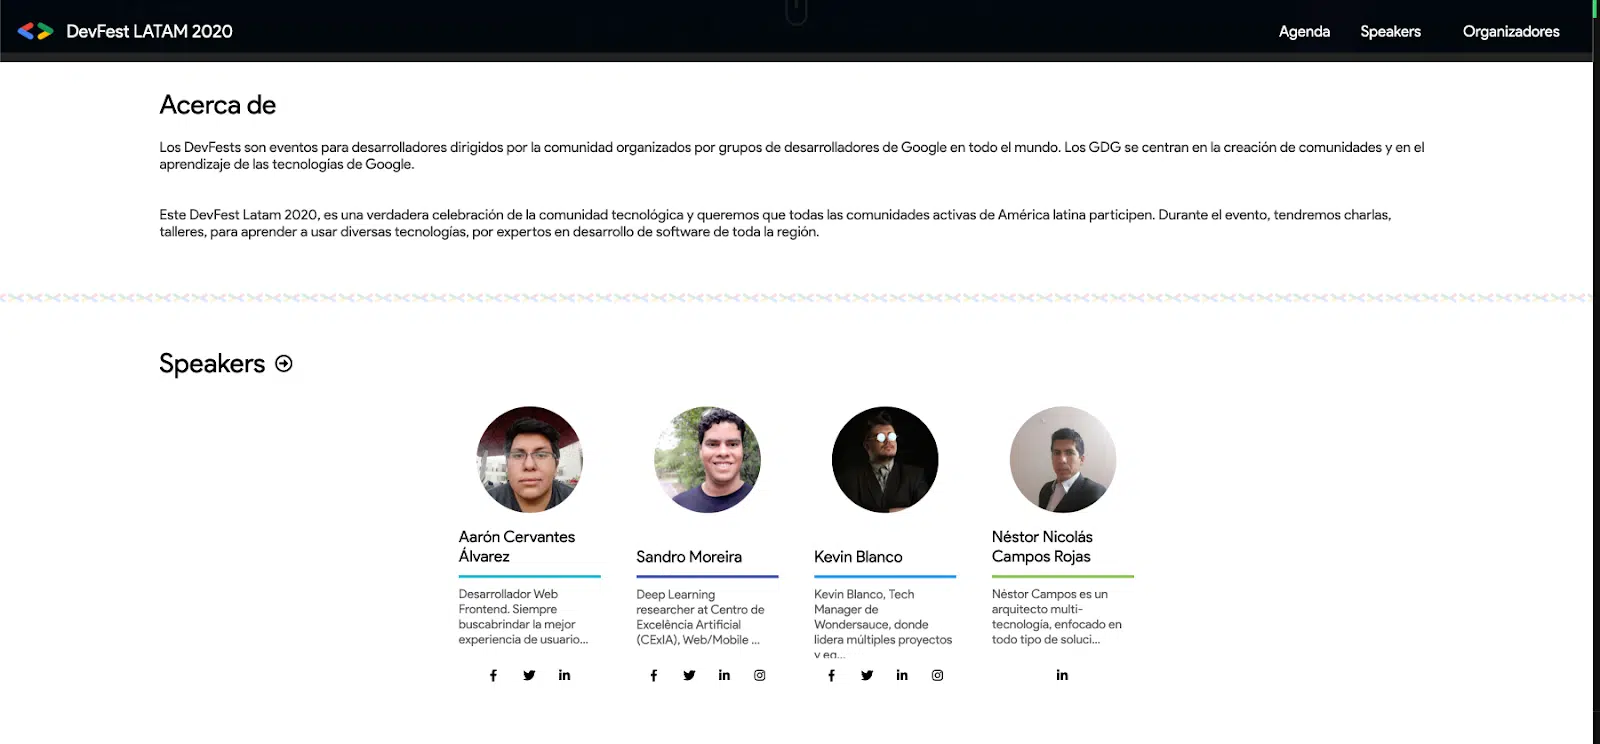 DevFest LATAM 2020
Agenda Speakers Organizadores
Acerca de
Los DevFests son eventos para desarrolladores dirigidos por la comunidad organizados por grupos de desarrolladores de Google en todo el mundo. Los GDG se centran en la creación de comunidades y en el
aprendizaje de las tecnologías de Google.
Este DevFest Latam 2020, es una verdadera celebración de la comunidad tecnológica y queremos que todas las comunidades activas de América latina participen. Durante el evento, tendremos charlas,
talleres, para aprender a usar diversas tecnologías, por expertos en desarrollo de software de toda la región.
Speakers
Aarón Cervantes
Álvarez
Desarrollador Web
Frontend. Siempre
buscabrindar la mejor
experiencia de usuario...
Sandro Moreira
Deep Learning
researcher at Centro de
Excelência Artificial
(CExIA), Web/Mobile ...
Kevin Blanco
Kevin Blanco, Tech
Manager de
Wondersauce, donde
lidera múltiples proyectos
y eq...
Néstor Nicolás
Campos Rojas
Néstor Campos es un
arquitecto multi-
tecnología, enfocado en
todo tipo de soluci...